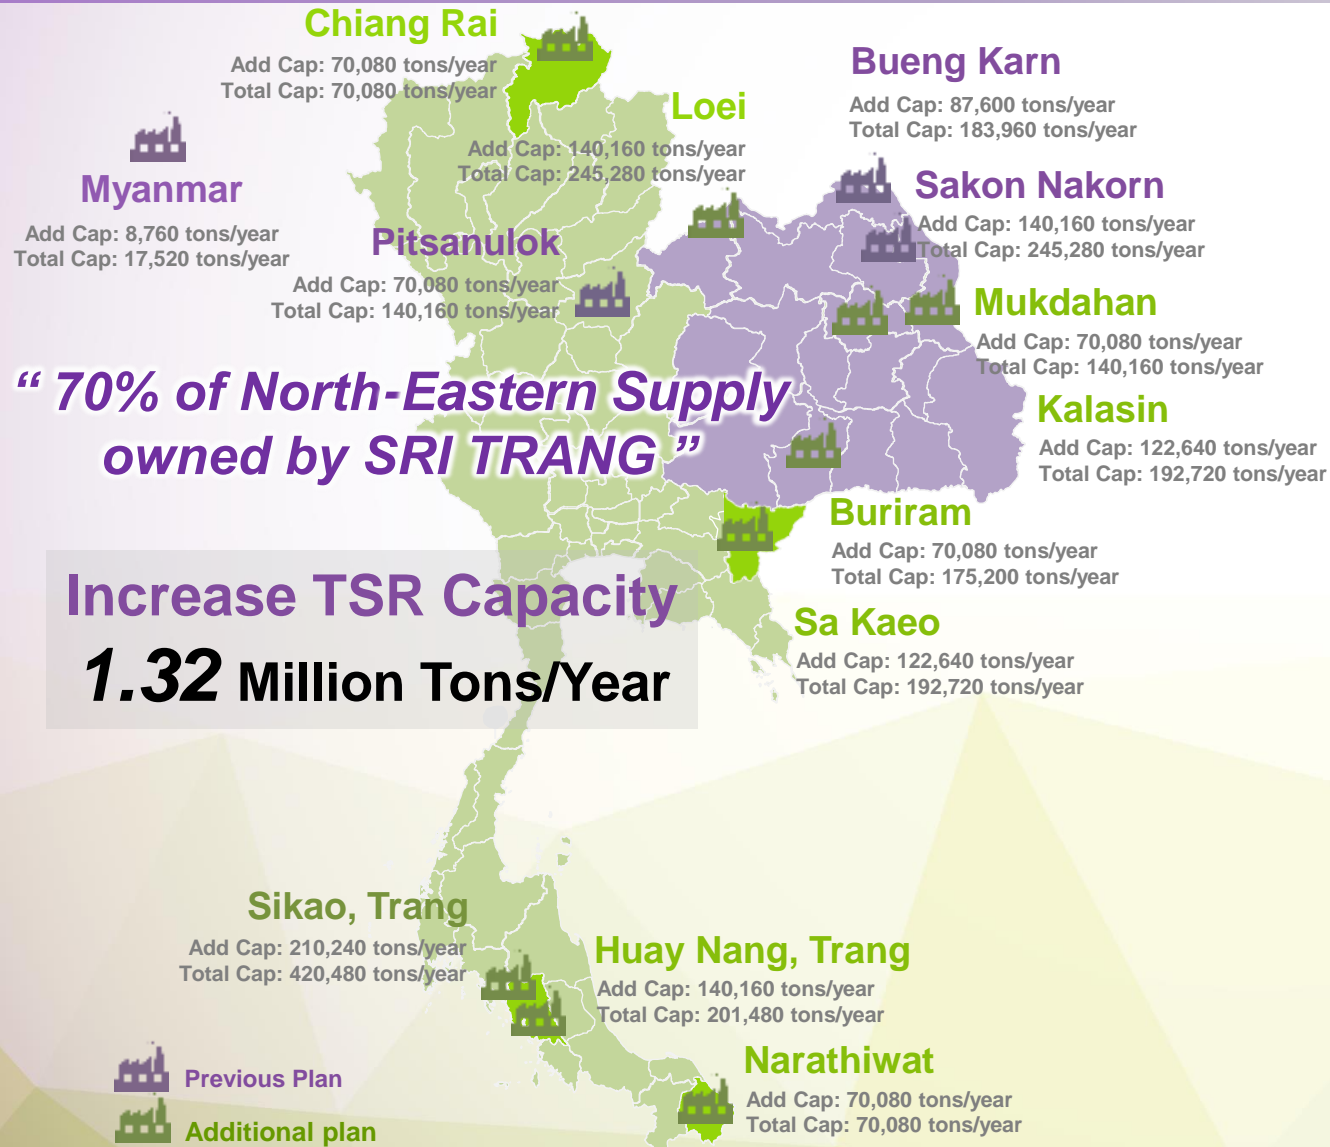 Chiang Rai
Add Cap: 70,080 tons/year
Total Cap: 70,080 tons/year
Bueng Karn
Add Cap: 87,600 tons/year
Total Cap: 183,960 tons/year
Loei
Add Cap: 140,160 tons/year
Total Cap: 245,280 tons/year
Myanmar
Add Cap: 8,760 tons/year
Total Cap: 17,520 tons/year
Sakon Nakorn
Add Cap: 140,160 tons/year
Total Cap: 245,280 tons/year
Pitsanulok
Add Cap: 70,080 tons/year
Total Cap: 140,160 tons/year
Mukdahan
Add Cap: 70,080 tons/year
Total Cap: 140,160 tons/year
“ 70% of North-Eastern Supply
owned by SRI TRANG ”
Kalasin
Add Cap: 122,640 tons/year
Total Cap: 192,720 tons/year
Buriram
Add Cap: 70,080 tons/year
Total Cap: 175,200 tons/year
Increase TSR Capacity
1.32 Million Tons/Year
Sa Kaeo
Add Cap: 122,640 tons/year
Total Cap: 192,720 tons/year
Sikao, Trang
Add Cap: 210,240 tons/year
Total Cap: 420,480 tons/year
Huay Nang, Trang
Add Cap: 140,160 tons/year
Total Cap: 201,480 tons/year
Narathiwat
Add Cap: 70,080 tons/year
Total Cap: 70,080 tons/year
Previous Plan
Additional plan